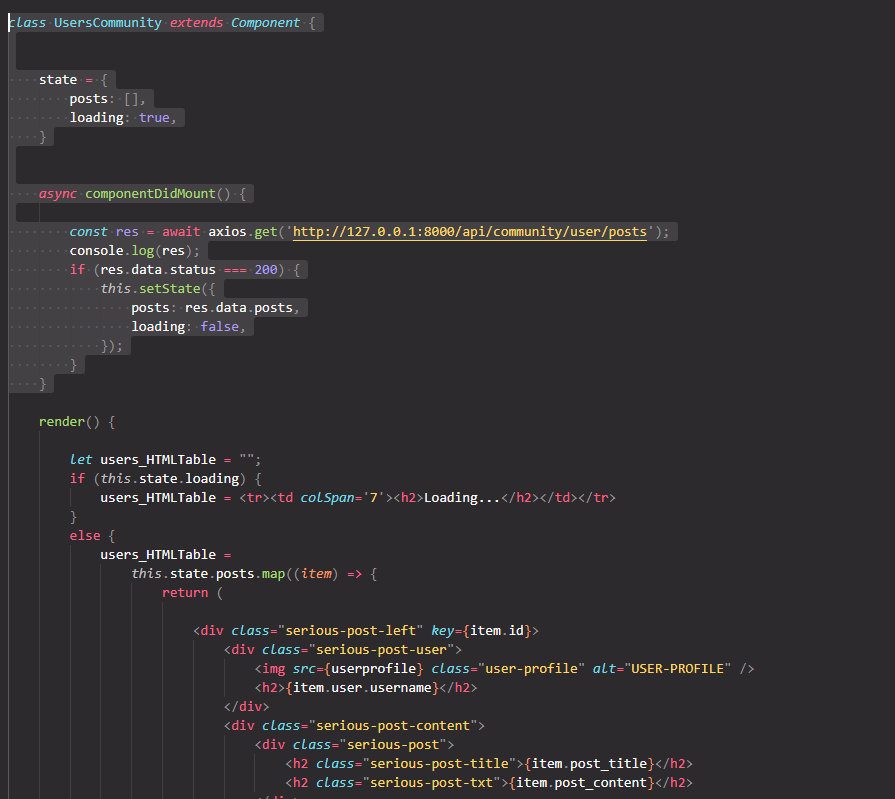 class UsersCommunity extends Component {
state = {
posts: [],
loading: true,
}
async componentDidMount() {
const res = await axios.get('http://127.0.0.1:8000/api/community/user/posts');
console.log(res);
if (res.data.status === 200) {
this.setState({
posts: res.data.posts,
loading: false,
});
}
}
render() {
let users_HTMLTable = "";
if (this.state.loading) {
users_HTMLTable = <tr><td colSpan='7'><h2>Loading...</h2></td></tr>
}
else {
users_HTMLTable =
this.state.posts.map((item) => {
return (
<div class="serious-post-left" key={item.id}>
<div class="serious-post-user">
<img src={userprofile} class="user-profile" alt="USER-PROFILE" />
<h2>{item.user.username}</h2>
</div>
<div class="serious-post-content">
<div class="serious-post">
<h2 class="serious-post-title">{item.post_title}</h2>
<h2 class="serious-post-txt">{item.post_content}</h2>